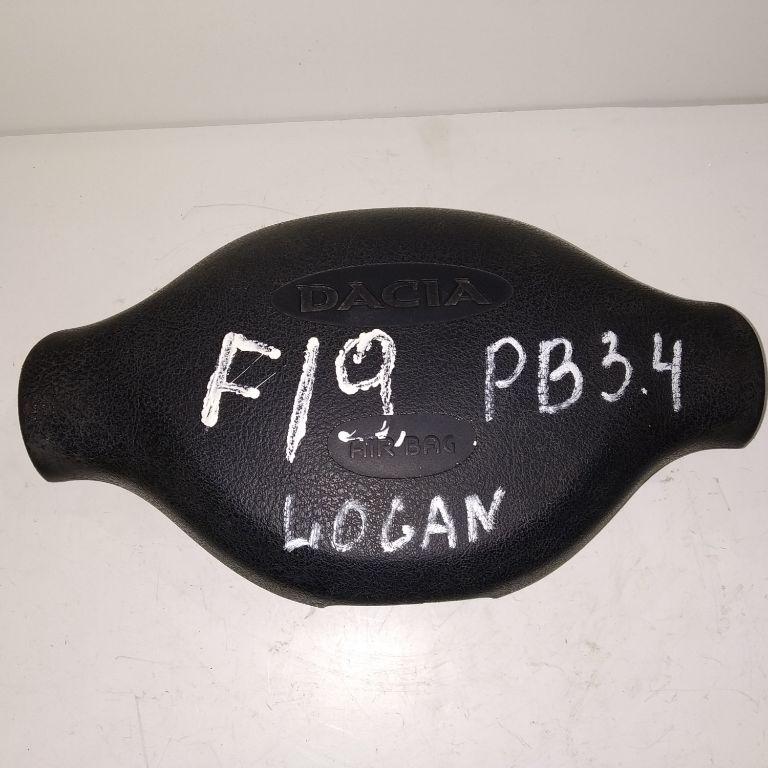 DACIA
F19 PB3.4
AIR BAG
LOGAN